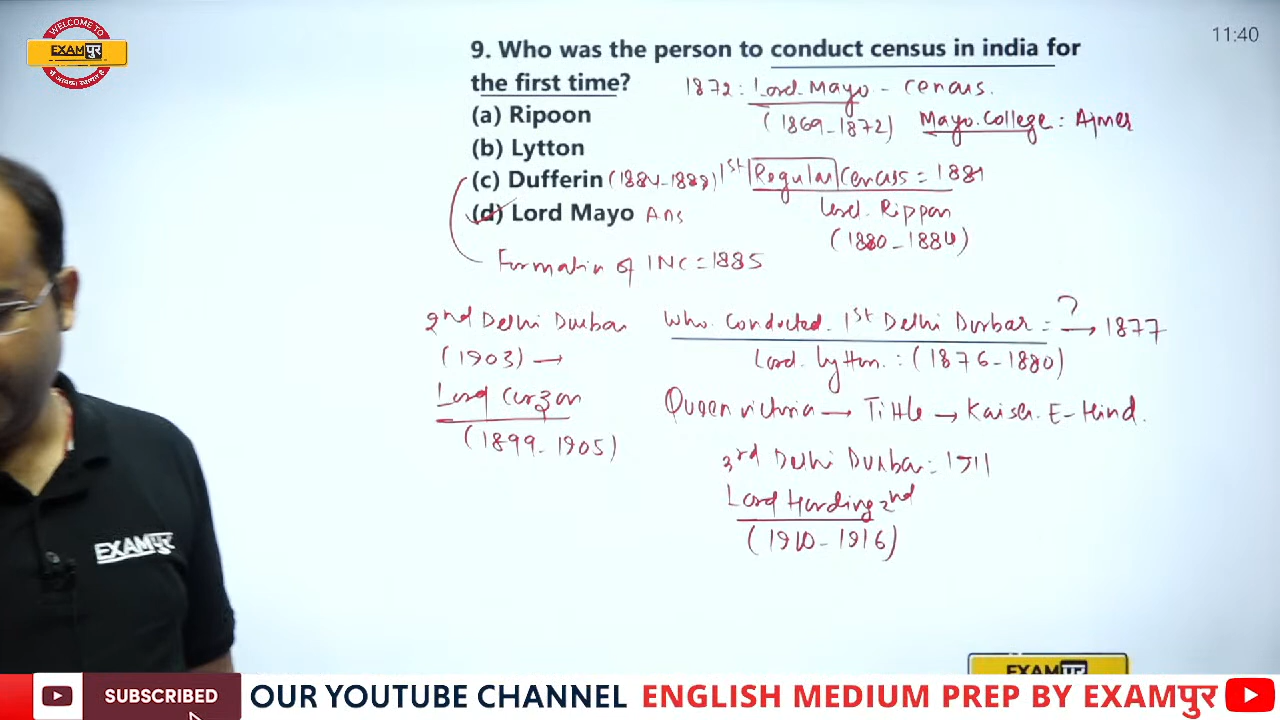 WELCOME TO
EXAMपुर
11:40
9. Who was the person to conduct census in india for
the first time?
1872: Lord. Mayo - census.
(a) Ripoon
(1869-1872) Mayo.College: Ajmer
(b) Lytton
(c) Dufferin (1884-1888) 1st Regular Census = 1881
(d) Lord Mayo Ans
Lord. Rippon
(1880-1884)
Formation of INC = 1885
2nd Delhi Durbar
(1903) →
Lord Curzon
(1899-1905)
Who. Conducted. 1st Delhi Durbar = ? → 1877
Lord. Lytton. : (1876-1880)
Queen victoria → Tittle → Kaiser. E-Hind.
3rd Delhi Durbar = 1911
Lord Harding 2nd
(1910-1916)
EXAMपुर
EXAMपुर
SUBSCRIBED
OUR YOUTUBE CHANNEL ENGLISH MEDIUM PREP BY EXAMपुर